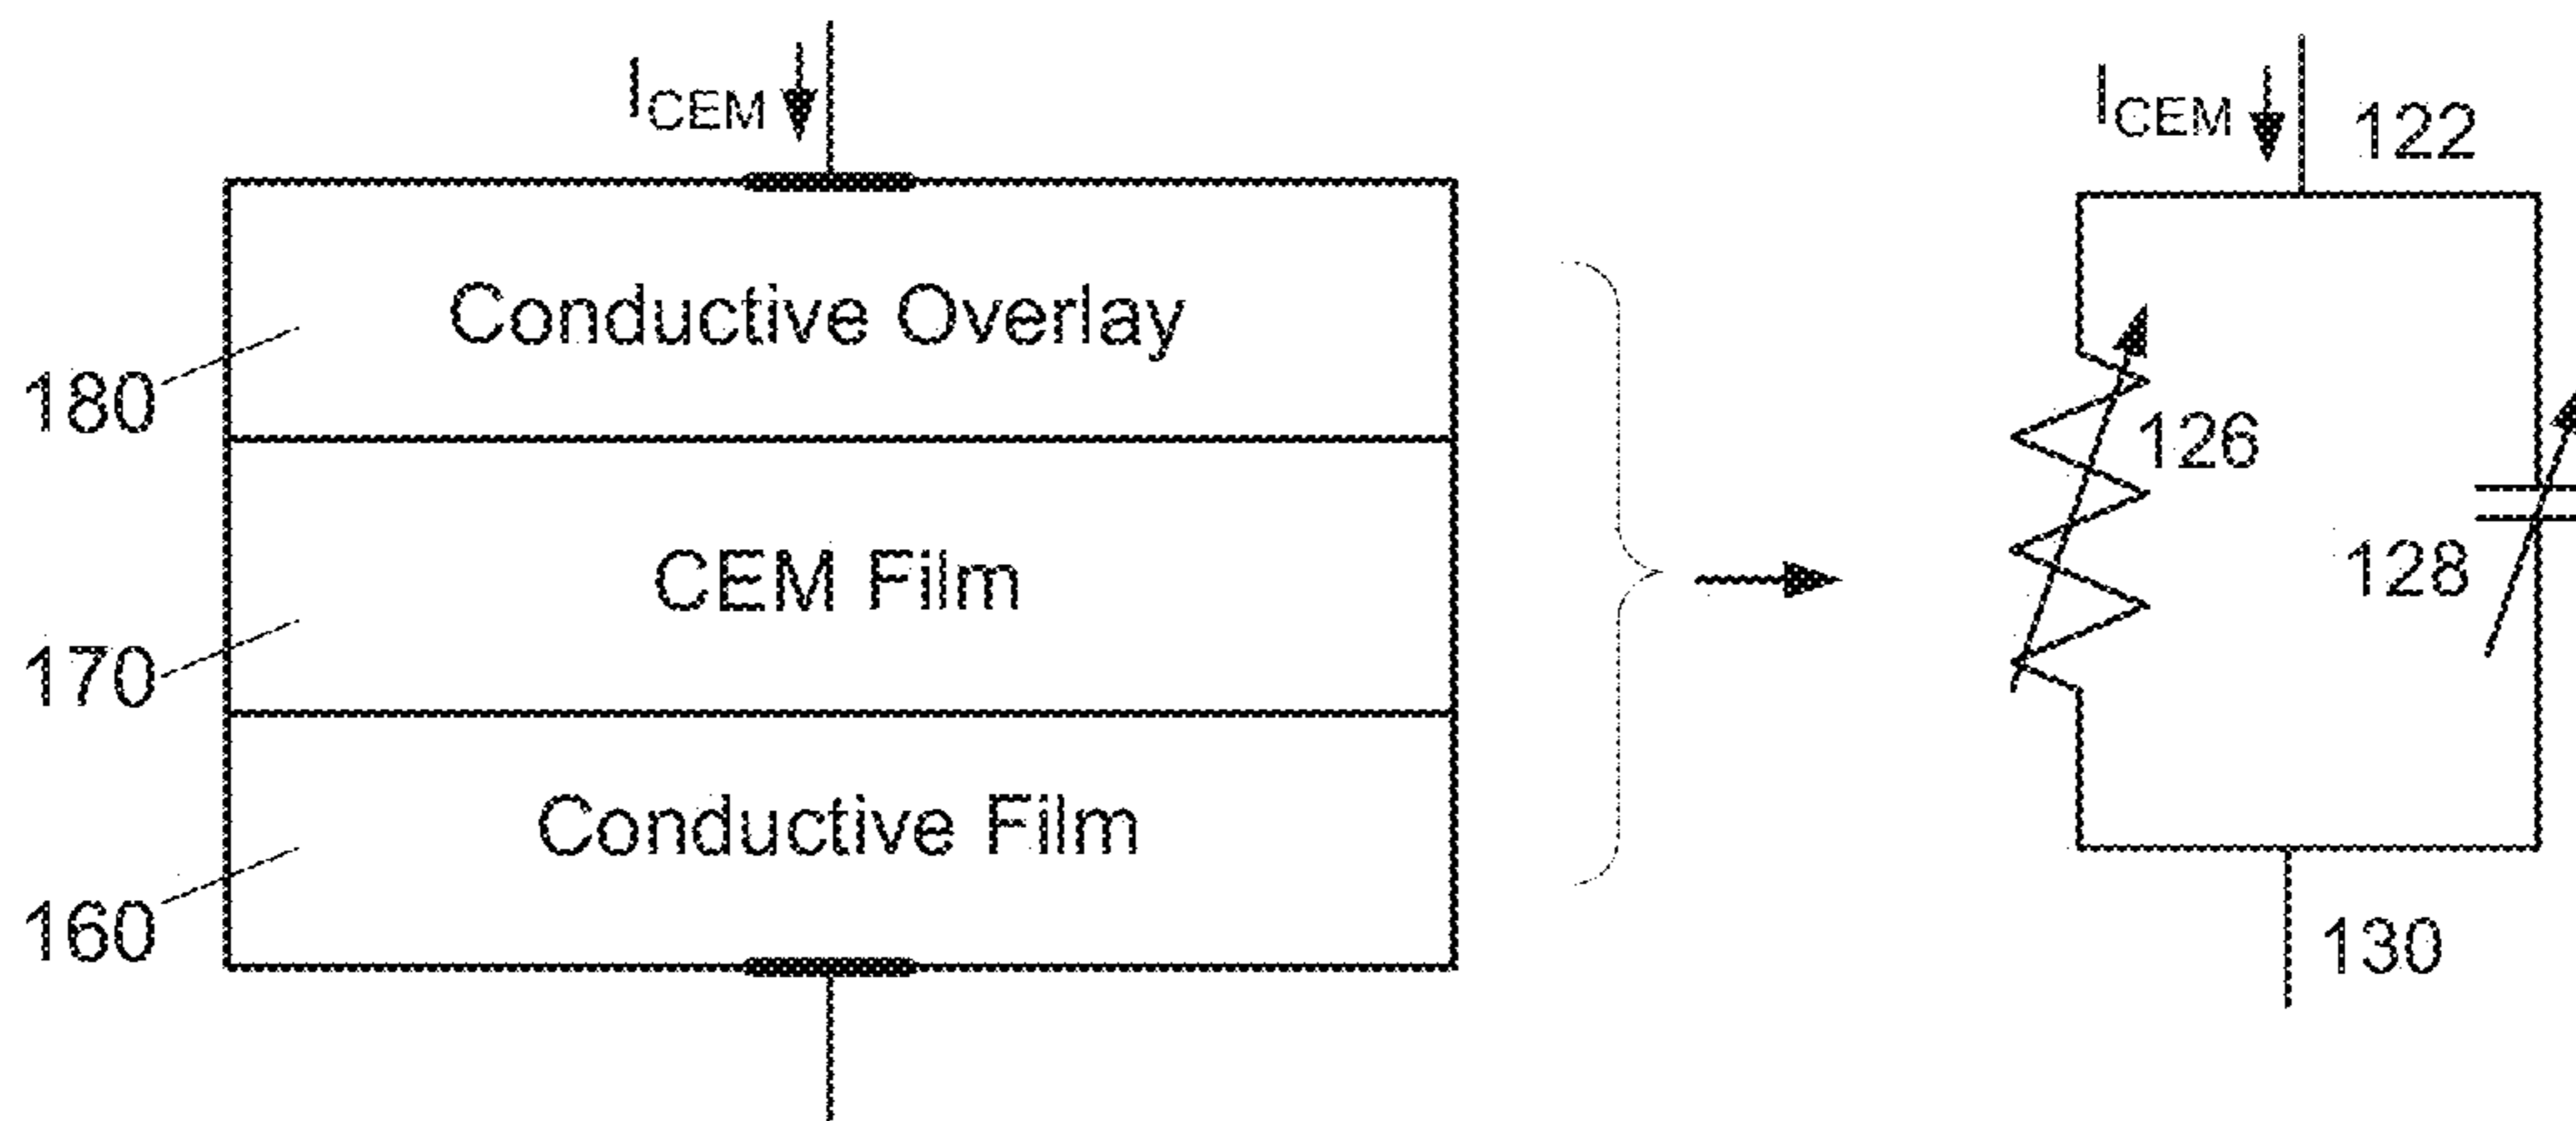 I_CEM
Conductive Overlay
180
CEM Film
170
Conductive Film
160
I_CEM
122
126
128
130